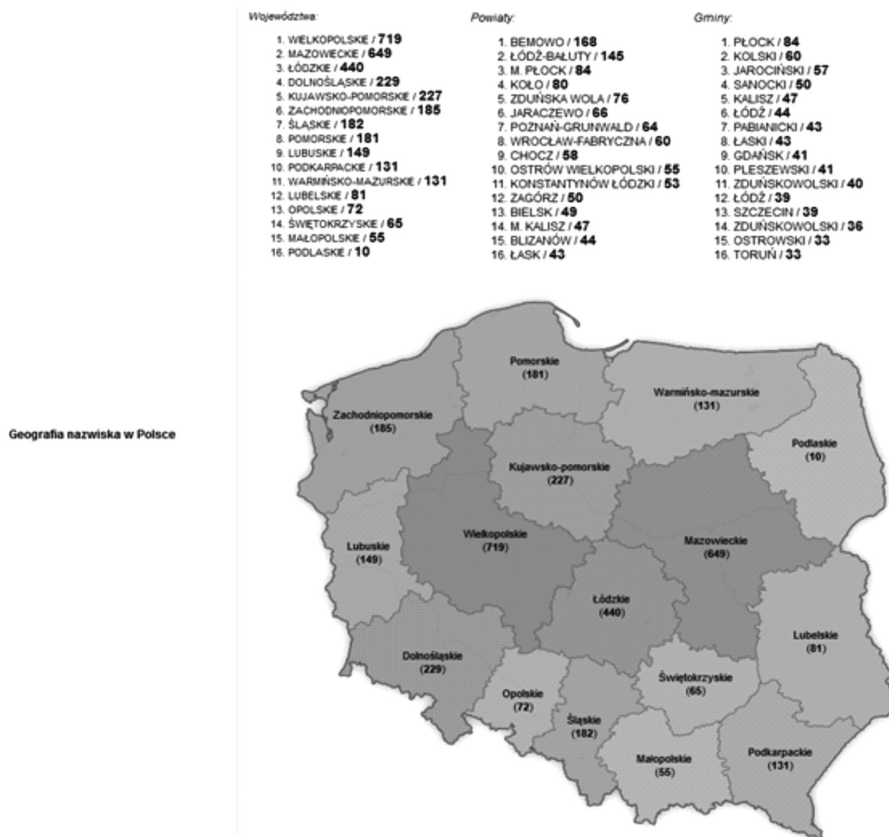 Województwa:
1. WIELKOPOLSKIE / 719
2. MAZOWIECKIE / 649
3. ŁÓDZKIE / 440
4. DOLNOŚLĄSKIE / 229
5. KUJAWSKO-POMORSKIE / 227
6. ZACHODNIOPOMORSKIE / 185
7. ŚLĄSKIE / 182
8. POMORSKIE / 181
9. LUBUSKIE / 149
10. PODKARPACKIE / 131
11. WARMIŃSKO-MAZURSKIE / 131
12. LUBELSKIE / 81
13. OPOLSKIE / 72
14. ŚWIĘTOKRZYSKIE / 65
15. MAŁOPOLSKIE / 55
16. PODLASKIE / 10
Powiaty:
1. BEMOWO / 168
2. ŁÓDŹ-BAŁUTY / 145
3. M. PŁOCK / 84
4. KOŁO / 80
5. ZDUŃSKA WOLA / 76
6. JARACZEWO / 66
7. POZNAŃ-GRUNWALD / 64
8. WROCŁAW-FABRYCZNA / 60
9. CHOCZ / 58
10. OSTRÓW WIELKOPOLSKI / 55
11. KONSTANTYNÓW ŁÓDZKI / 53
12. ZAGÓRZ / 50
13. BIELSK / 49
14. M. KALISZ / 47
15. BLIZANÓW / 44
16. ŁASK / 43
Gminy:
1. PŁOCK / 84
2. KOLSKI / 60
3. JAROCIŃSKI / 57
4. SANOCKI / 50
5. KALISZ / 47
6. ŁÓDŹ / 44
7. PABIANICKI / 43
8. ŁASKI / 43
9. GDAŃSK / 41
10. PLESZEWSKI / 41
11. ZDUŃSKOWOLSKI / 40
12. ŁÓDŹ / 39
13. SZCZECIN / 39
14. ZDUŃSKOWOLSKI / 36
15. OSTROWSKI / 33
16. TORUŃ / 33
Geografia nazwiska w Polsce
Pomorskie
(181)
Warmińsko-mazurskie
(131)
Zachodniopomorskie
(185)
Podlaskie
(10)
Kujawsko-pomorskie
(227)
Wielkopolskie
(719)
Mazowieckie
(649)
Lubuskie
(149)
Łódzkie
(440)
Lubelskie
(81)
Dolnośląskie
(229)
Świętokrzyskie
(65)
Opolskie
(72)
Śląskie
(182)
Podkarpackie
(131)
Małopolskie
(55)